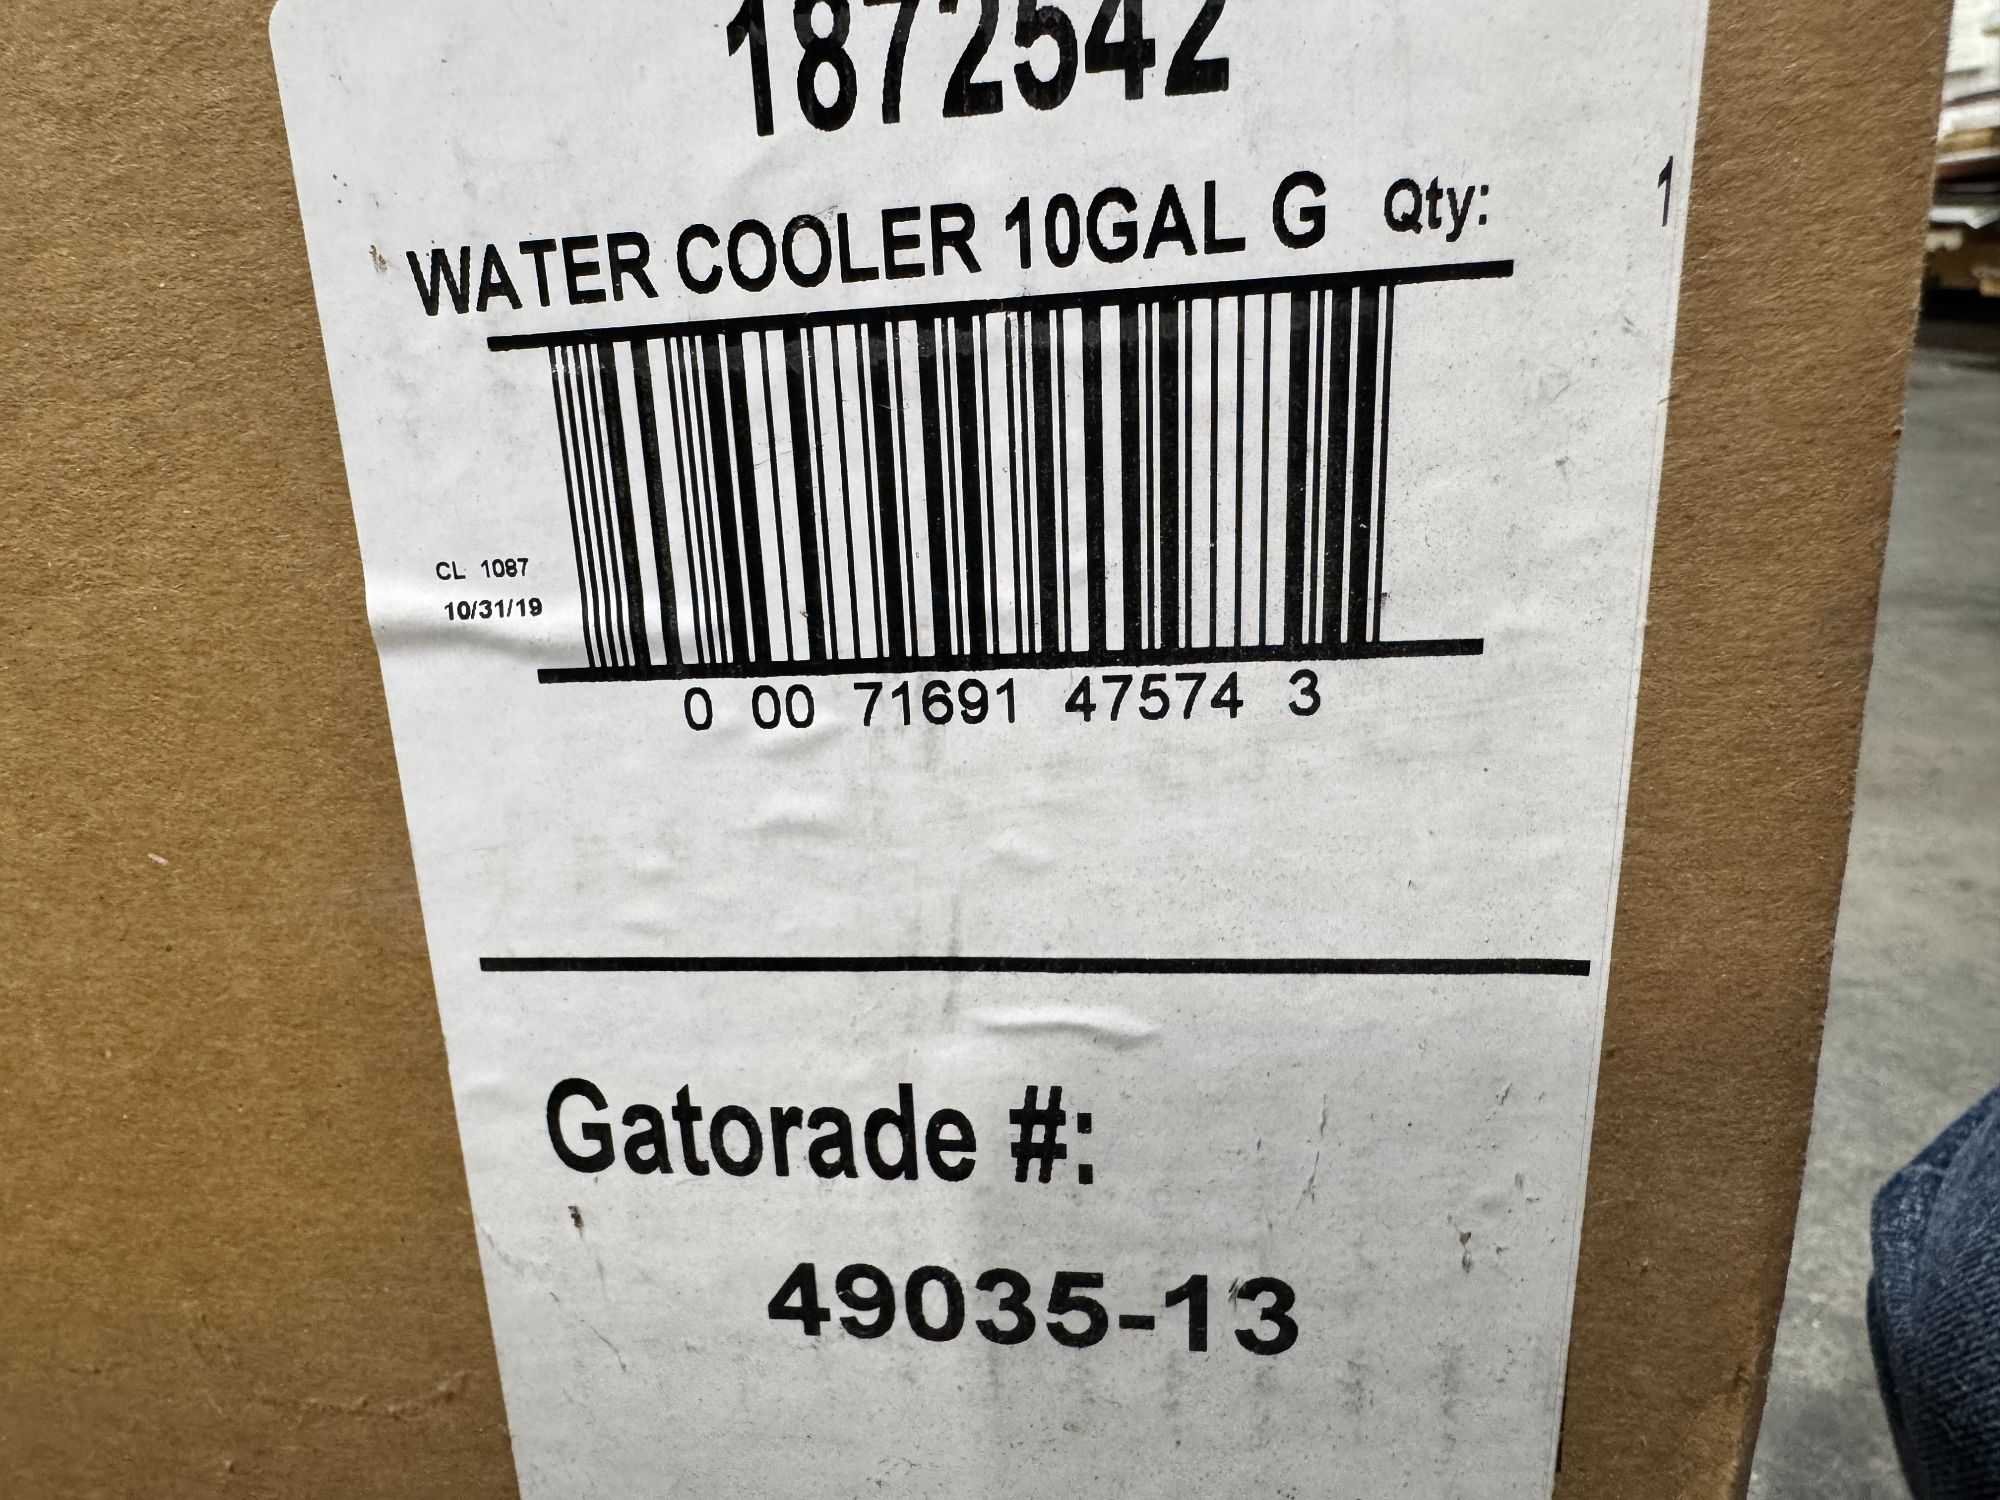 1872542
WATER COOLER 10GAL G Qty: 1
CL 1087
10/31/19
0 00 71691 47574 3
Gatorade #:
49035-13